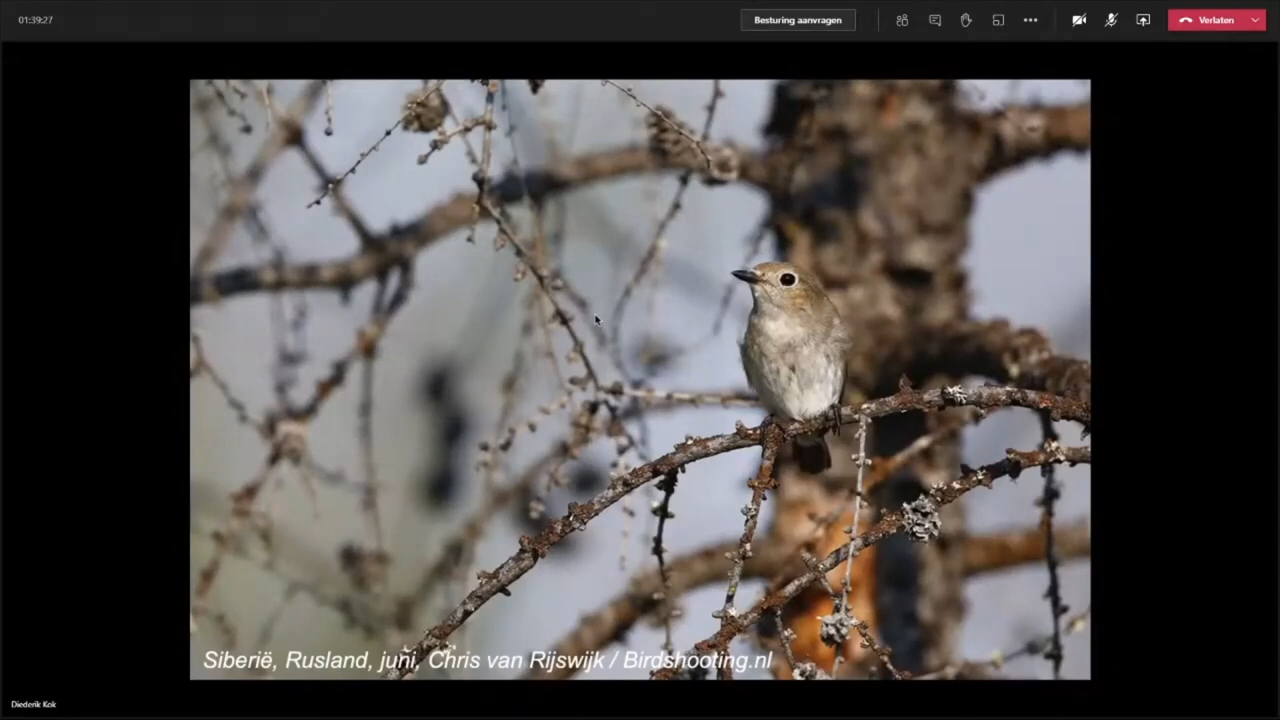 01:39:27
Besturing aanvragen
Verlaten
Siberië, Rusland, juni, Chris van Rijswijk / Birdshooting.nl
Diederik Kok